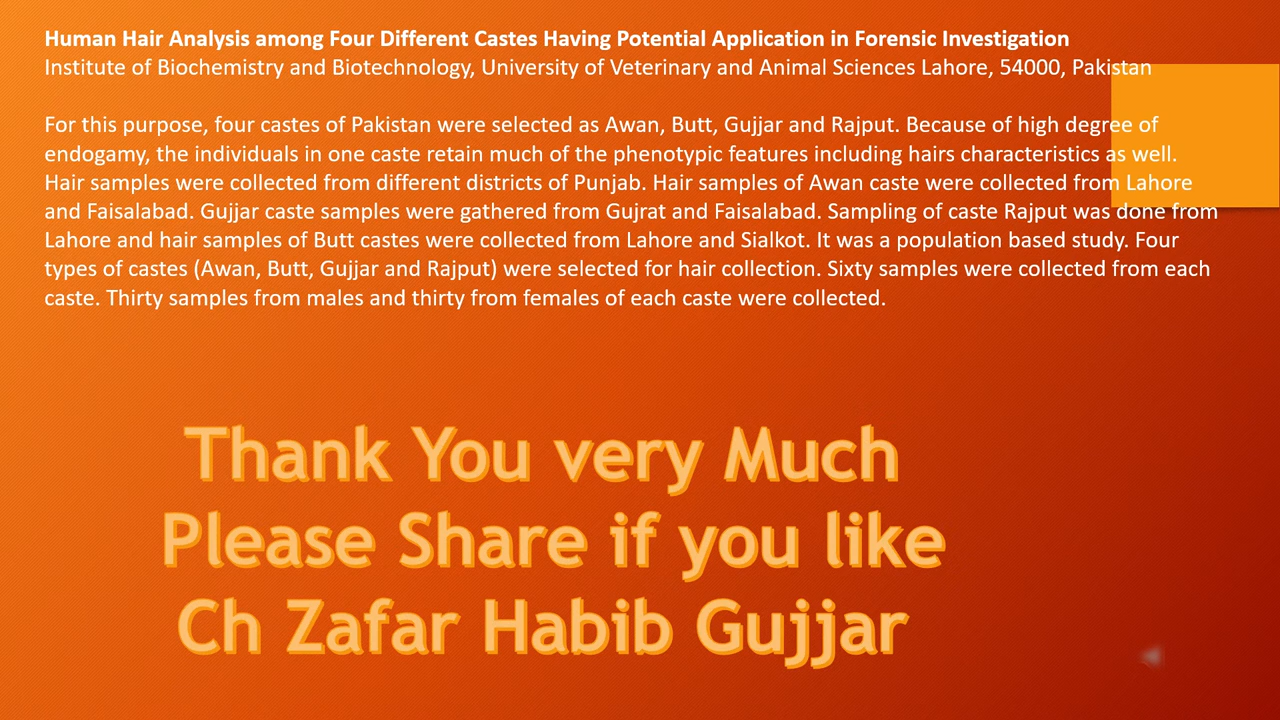 Human Hair Analysis among Four Different Castes Having Potential Application in Forensic Investigation
Institute of Biochemistry and Biotechnology, University of Veterinary and Animal Sciences Lahore, 54000, Pakistan
For this purpose, four castes of Pakistan were selected as Awan, Butt, Gujjar and Rajput. Because of high degree of
endogamy, the individuals in one caste retain much of the phenotypic features including hairs characteristics as well.
Hair samples were collected from different districts of Punjab. Hair samples of Awan caste were collected from Lahore
and Faisalabad. Gujjar caste samples were gathered from Gujrat and Faisalabad. Sampling of caste Rajput was done from
Lahore and hair samples of Butt castes were collected from Lahore and Sialkot. It was a population based study. Four
types of castes (Awan, Butt, Gujjar and Rajput) were selected for hair collection. Sixty samples were collected from each
caste. Thirty samples from males and thirty from females of each caste were collected.
Thank You very Much
Please Share if you like
Ch Zafar Habib Gujjar